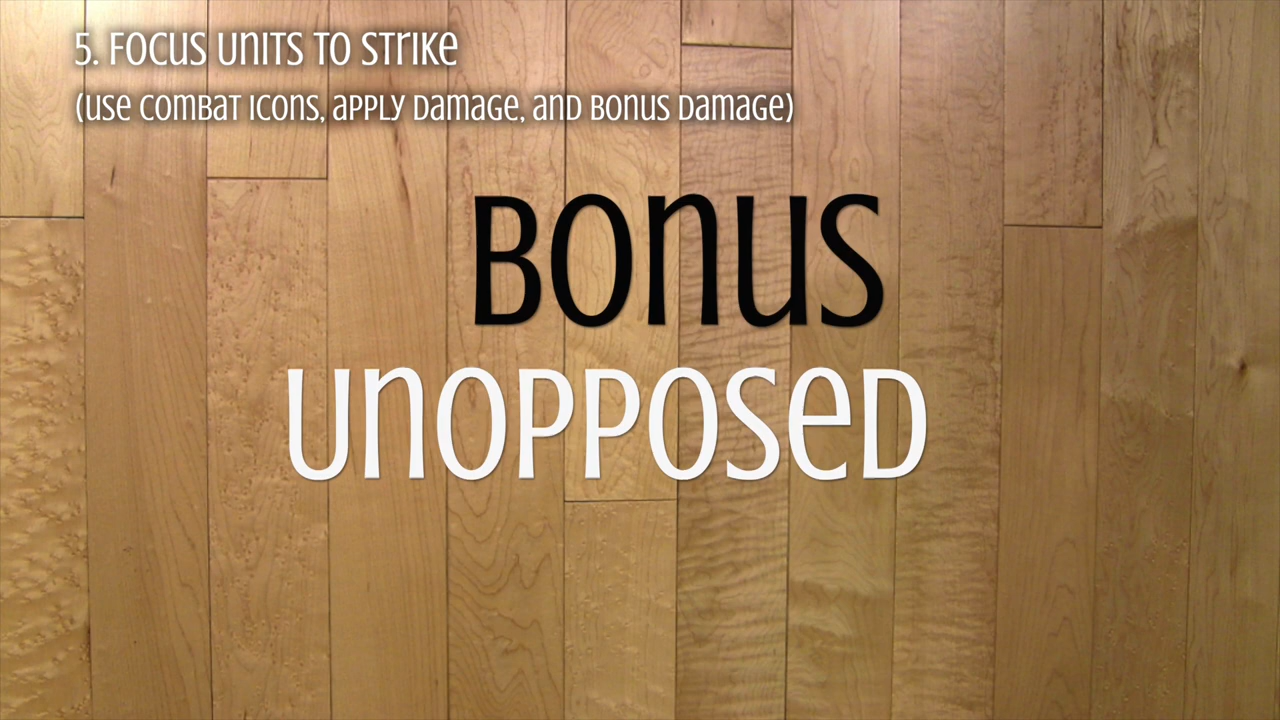 5. Focus units to strike
(use combat icons, apply damage, and bonus damage)
BONUS
UNOPPOSED